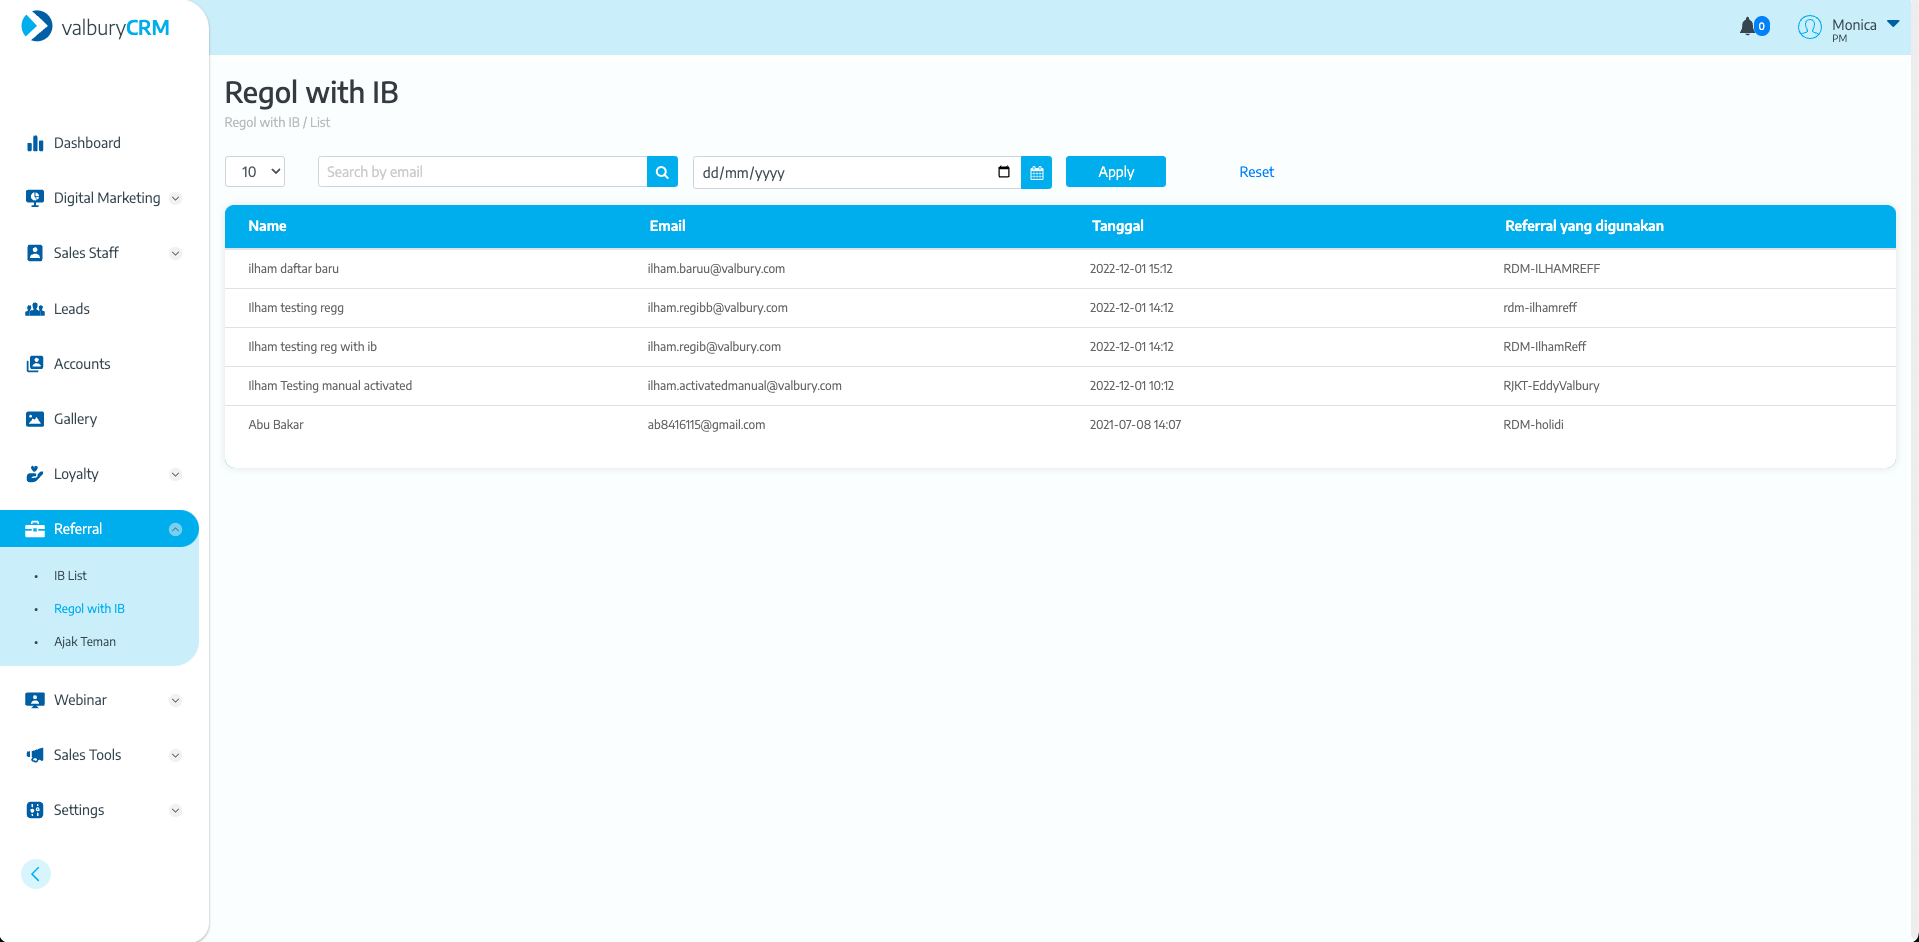 valburyCRM
0
Monica
PM
Dashboard
Digital Marketing
Sales Staff
Leads
Accounts
Gallery
Loyalty
Referral
IB List
Regol with IB
Ajak Teman
Webinar
Sales Tools
Settings
Regol with IB
Regol with IB / List
10 Search by email dd/mm/yyyy Apply Reset
Name Email Tanggal Referral yang digunakan
ilham daftar baru ilham.baruu@valbury.com 2022-12-01 15:12 RDM-ILHAMREFF
Ilham testing regg ilham.regibb@valbury.com 2022-12-01 14:12 rdm-ilhamreff
Ilham testing reg with ib ilham.regib@valbury.com 2022-12-01 14:12 RDM-IlhamReff
Ilham Testing manual activated ilham.activatedmanual@valbury.com 2022-12-01 10:12 RJKT-EddyValbury
Abu Bakar ab8416115@gmail.com 2021-07-08 14:07 RDM-holidi